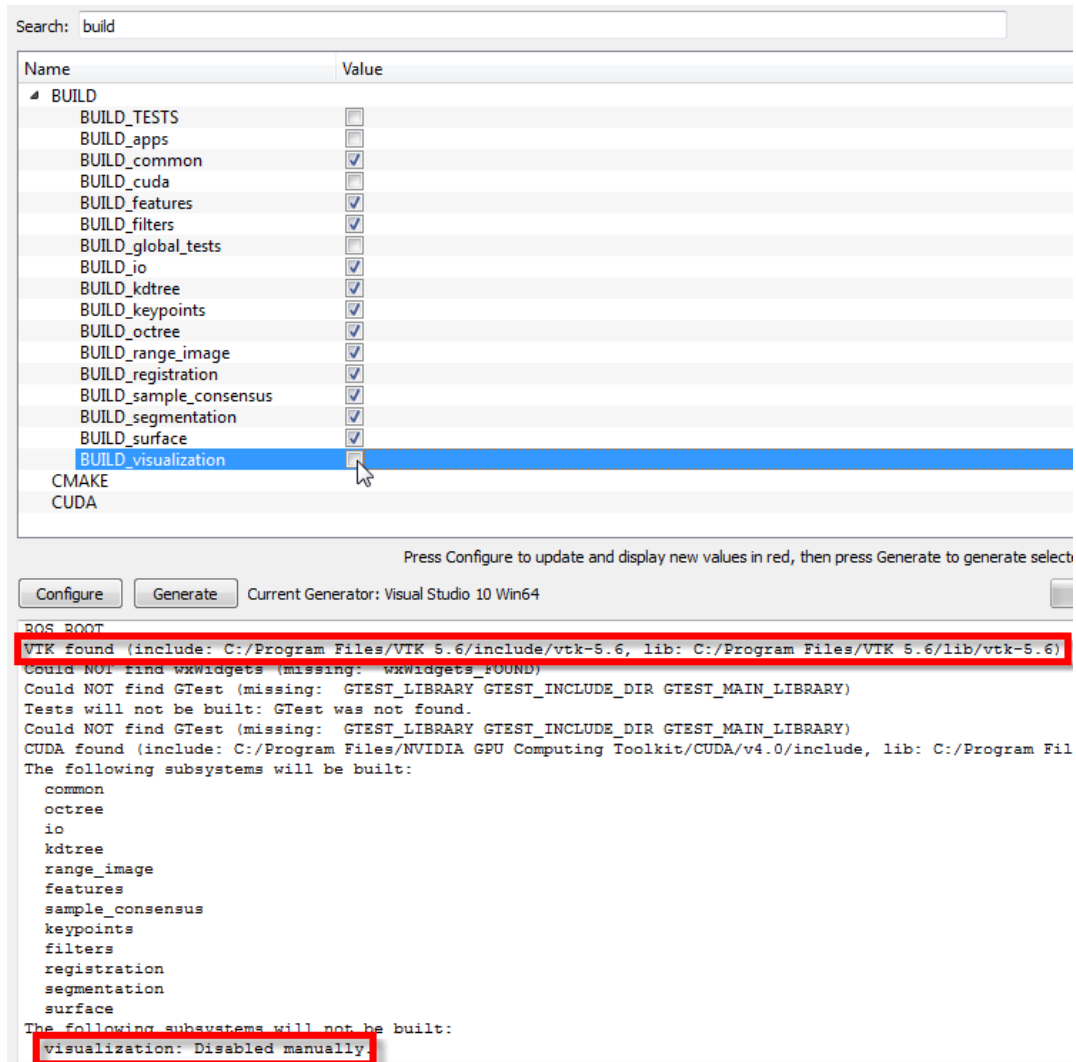 Search: build
Name Value
BUILD
BUILD_TESTS
BUILD_apps
BUILD_common
BUILD_cuda
BUILD_features
BUILD_filters
BUILD_global_tests
BUILD_io
BUILD_kdtree
BUILD_keypoints
BUILD_octree
BUILD_range_image
BUILD_registration
BUILD_sample_consensus
BUILD_segmentation
BUILD_surface
BUILD_visualization
CMAKE
CUDA
Press Configure to update and display new values in red, then press Generate to generate selecte
Configure Generate Current Generator: Visual Studio 10 Win64
ROS_ROOT
VTK found (include: C:/Program Files/VTK 5.6/include/vtk-5.6, lib: C:/Program Files/VTK 5.6/lib/vtk-5.6)
Could NOT find wxWidgets (missing: wxWidgets_FOUND)
Could NOT find GTest (missing: GTEST_LIBRARY GTEST_INCLUDE_DIR GTEST_MAIN_LIBRARY)
Tests will not be built: GTest was not found.
Could NOT find GTest (missing: GTEST_LIBRARY GTEST_INCLUDE_DIR GTEST_MAIN_LIBRARY)
CUDA found (include: C:/Program Files/NVIDIA GPU Computing Toolkit/CUDA/v4.0/include, lib: C:/Program Fil
The following subsystems will be built:
common
octree
io
kdtree
range_image
features
sample_consensus
keypoints
filters
registration
segmentation
surface
The following subsystems will not be built:
visualization: Disabled manually.